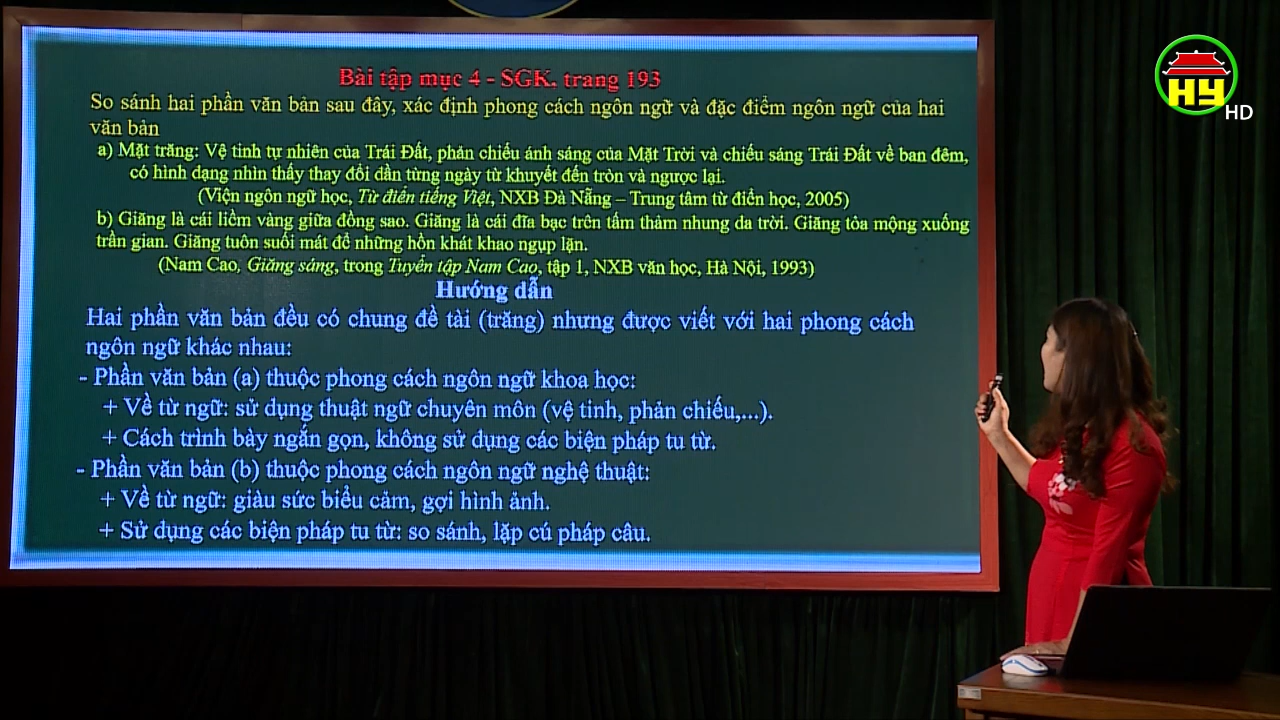 Bài tập mục 4 - SGK, trang 193
So sánh hai phần văn bản sau đây, xác định phong cách ngôn ngữ và đặc điểm ngôn ngữ của hai
văn bản
a) Mặt trăng: Vệ tinh tự nhiên của Trái Đất, phản chiếu ánh sáng của Mặt Trời và chiếu sáng Trái Đất về ban đêm,
có hình dạng nhìn thấy thay đổi dần từng ngày từ khuyết đến tròn và ngược lại.
(Viện ngôn ngữ học, Từ điển tiếng Việt, NXB Đà Nẵng – Trung tâm từ điển học, 2005)
b) Giăng là cái liềm vàng giữa đồng sao. Giăng là cái đĩa bạc trên tấm thảm nhung da trời. Giăng tỏa mộng xuống
trần gian. Giăng tuôn suối mát để những hồn khát khao ngụp lặn.
(Nam Cao, Giăng sáng, trong Tuyển tập Nam Cao, tập 1, NXB văn học, Hà Nội, 1993)
Hướng dẫn
Hai phần văn bản đều có chung đề tài (trăng) nhưng được viết với hai phong cách
ngôn ngữ khác nhau:
- Phần văn bản (a) thuộc phong cách ngôn ngữ khoa học:
+ Về từ ngữ: sử dụng thuật ngữ chuyên môn (vệ tinh, phản chiếu,...).
+ Cách trình bày ngắn gọn, không sử dụng các biện pháp tu từ.
- Phần văn bản (b) thuộc phong cách ngôn ngữ nghệ thuật:
+ Về từ ngữ: giàu sức biểu cảm, gợi hình ảnh.
+ Sử dụng các biện pháp tu từ: so sánh, lặp cú pháp câu.
HY
HD